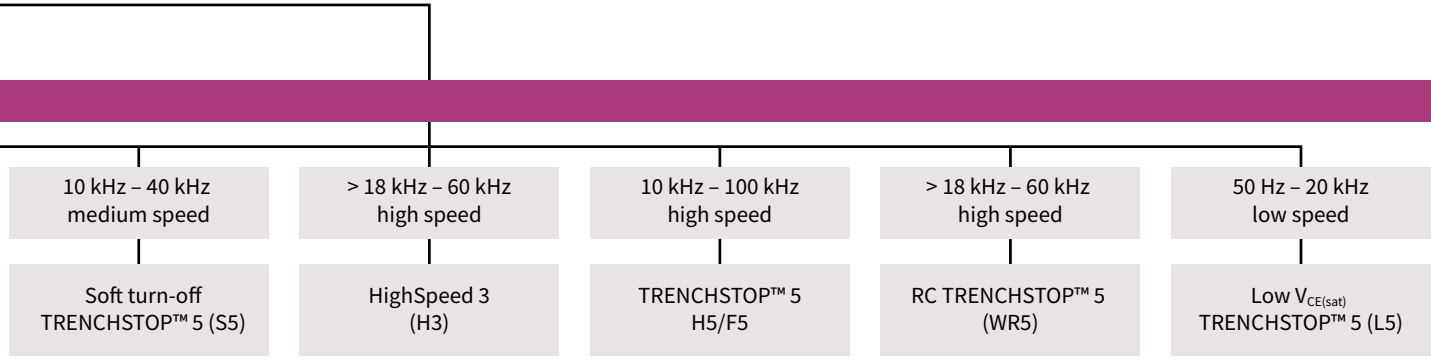 10 kHz – 40 kHz
medium speed
> 18 kHz – 60 kHz
high speed
10 kHz – 100 kHz
high speed
> 18 kHz – 60 kHz
high speed
50 Hz – 20 kHz
low speed
Soft turn-off
TRENCHSTOP™ 5 (S5)
HighSpeed 3
(H3)
TRENCHSTOP™ 5
H5/F5
RC TRENCHSTOP™ 5
(WR5)
Low VCE(sat)
TRENCHSTOP™ 5 (L5)